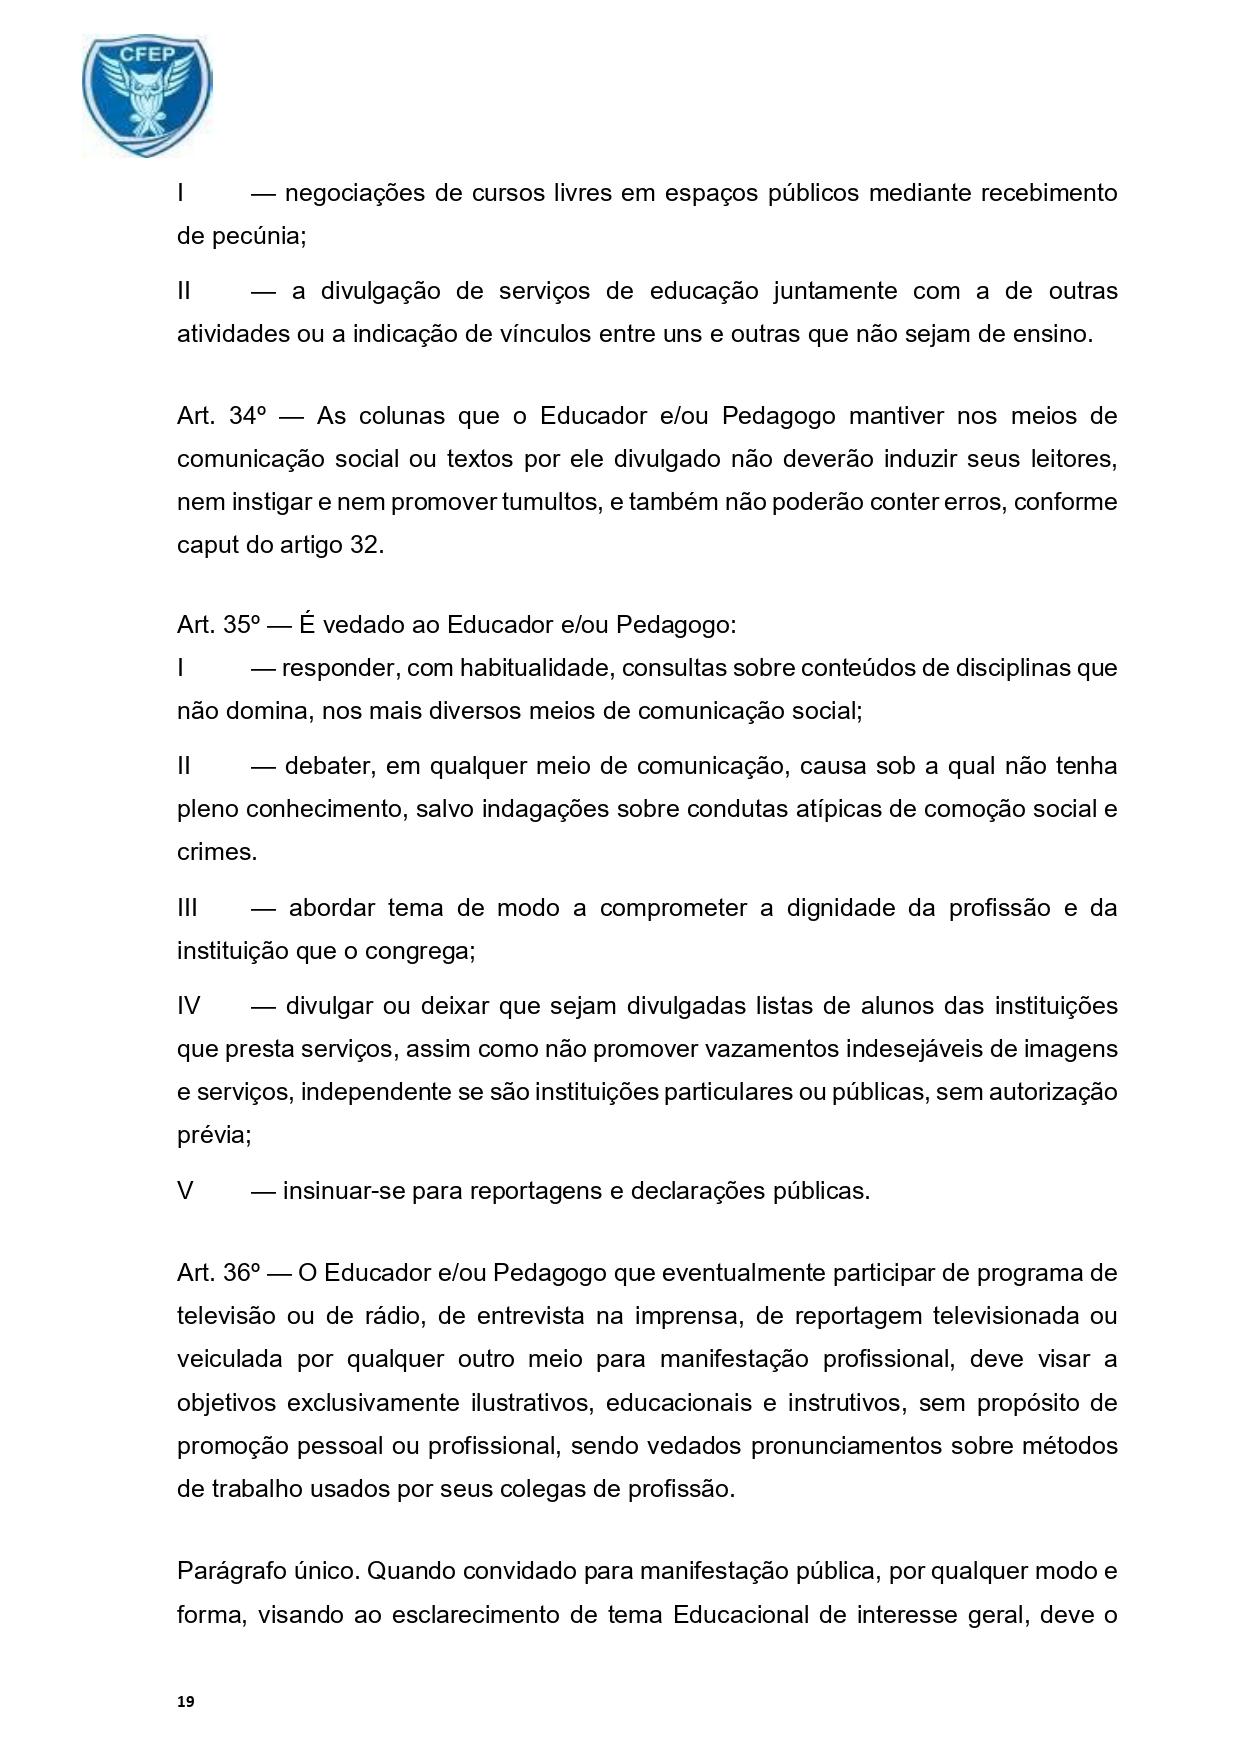 CFEP
I — negociações de cursos livres em espaços públicos mediante recebimento
de pecúnia;
II — a divulgação de serviços de educação juntamente com a de outras
atividades ou a indicação de vínculos entre uns e outras que não sejam de ensino.
Art. 34º — As colunas que o Educador e/ou Pedagogo mantiver nos meios de
comunicação social ou textos por ele divulgado não deverão induzir seus leitores,
nem instigar e nem promover tumultos, e também não poderão conter erros, conforme
caput do artigo 32.
Art. 35º — É vedado ao Educador e/ou Pedagogo:
I — responder, com habitualidade, consultas sobre conteúdos de disciplinas que
não domina, nos mais diversos meios de comunicação social;
II — debater, em qualquer meio de comunicação, causa sob a qual não tenha
pleno conhecimento, salvo indagações sobre condutas atípicas de comoção social e
crimes.
III — abordar tema de modo a comprometer a dignidade da profissão e da
instituição que o congrega;
IV — divulgar ou deixar que sejam divulgadas listas de alunos das instituições
que presta serviços, assim como não promover vazamentos indesejáveis de imagens
e serviços, independente se são instituições particulares ou públicas, sem autorização
prévia;
V — insinuar-se para reportagens e declarações públicas.
Art. 36º — O Educador e/ou Pedagogo que eventualmente participar de programa de
televisão ou de rádio, de entrevista na imprensa, de reportagem televisionada ou
veiculada por qualquer outro meio para manifestação profissional, deve visar a
objetivos exclusivamente ilustrativos, educacionais e instrutivos, sem propósito de
promoção pessoal ou profissional, sendo vedados pronunciamentos sobre métodos
de trabalho usados por seus colegas de profissão.
Parágrafo único. Quando convidado para manifestação pública, por qualquer modo e
forma, visando ao esclarecimento de tema Educacional de interesse geral, deve o
19